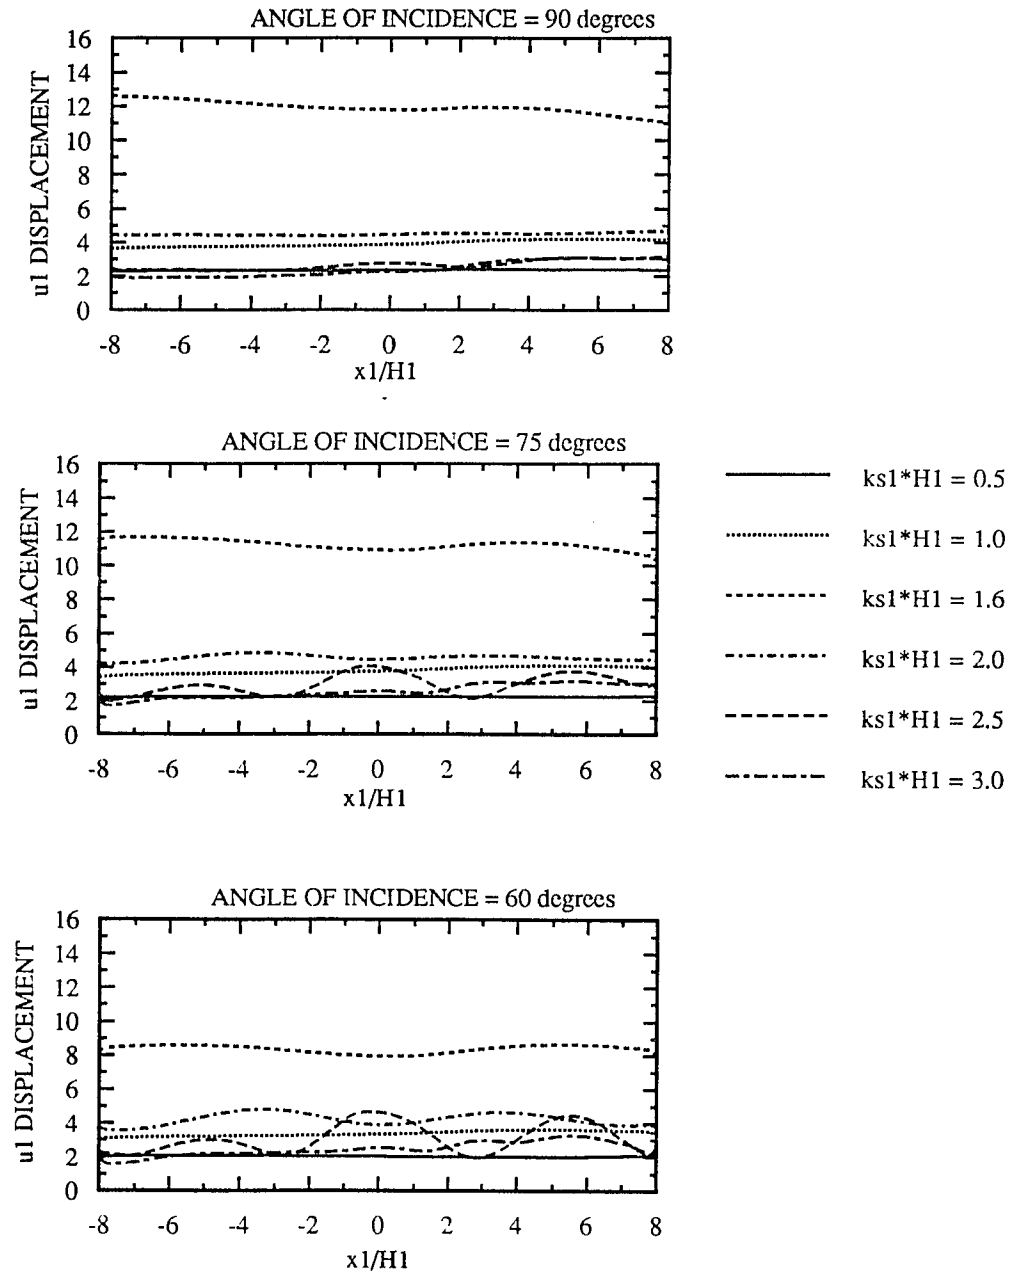 ANGLE OF INCIDENCE = 90 degrees
16
14
12
10
8
6
4
2
0
u1 DISPLACEMENT
-8 -6 -4 -2 0 2 4 6 8
x1/H1
ANGLE OF INCIDENCE = 75 degrees
16
14
12
10
8
6
4
2
0
u1 DISPLACEMENT
-8 -6 -4 -2 0 2 4 6 8
x1/H1
ks1*H1 = 0.5
ks1*H1 = 1.0
ks1*H1 = 1.6
ks1*H1 = 2.0
ks1*H1 = 2.5
ks1*H1 = 3.0
ANGLE OF INCIDENCE = 60 degrees
16
14
12
10
8
6
4
2
0
u1 DISPLACEMENT
-8 -6 -4 -2 0 2 4 6 8
x1/H1